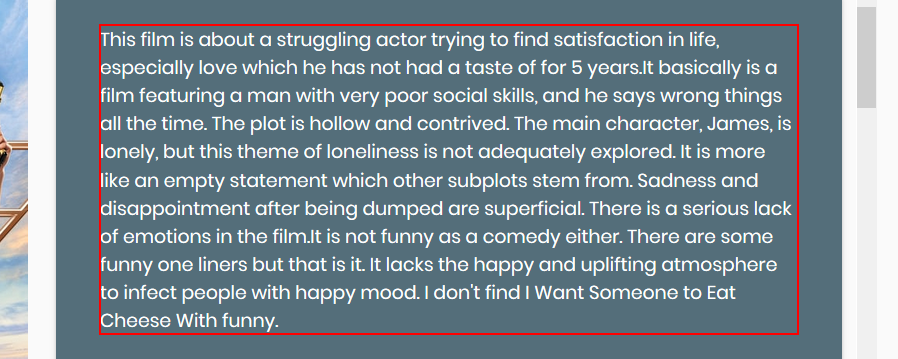 This film is about a struggling actor trying to find satisfaction in life,
especially love which he has not had a taste of for 5 years.It basically is a
film featuring a man with very poor social skills, and he says wrong things
all the time. The plot is hollow and contrived. The main character, James, is
lonely, but this theme of loneliness is not adequately explored. It is more
like an empty statement which other subplots stem from. Sadness and
disappointment after being dumped are superficial. There is a serious lack
of emotions in the film.It is not funny as a comedy either. There are some
funny one liners but that is it. It lacks the happy and uplifting atmosphere
to infect people with happy mood. I don't find I Want Someone to Eat
Cheese With funny.